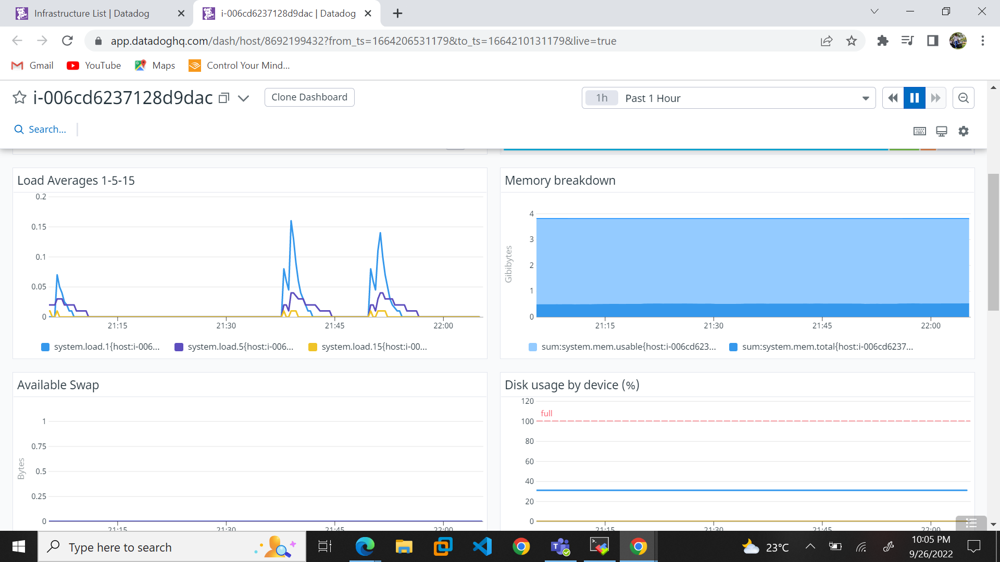 Infrastructure List | Datadog
i-006cd6237128d9dac | Datadog
app.datadoghq.com/dash/host/8692199432?from_ts=1664206531179&to_ts=1664210131179&live=true
Gmail
YouTube
Maps
Control Your Mind...
i-006cd6237128d9dac
Clone Dashboard
1h Past 1 Hour
Search...
Load Averages 1-5-15
0.2
0.15
0.1
0.05
0
21:15 21:30 21:45 22:00
system.load.1{host:i-006... system.load.5{host:i-006... system.load.15{host:i-00...
Memory breakdown
Gibibytes
4
3
2
1
0
21:15 21:30 21:45 22:00
sum:system.mem.usable{host:i-006cd623... sum:system.mem.total{host:i-006cd6237...
Available Swap
Bytes
1
0.75
0.5
0.25
0
21:15 21:30 21:45 22:00
Disk usage by device (%)
120
full
100
80
60
40
20
0
21:15 21:30 21:45 22:00
Type here to search
23°C
10:05 PM
9/26/2022